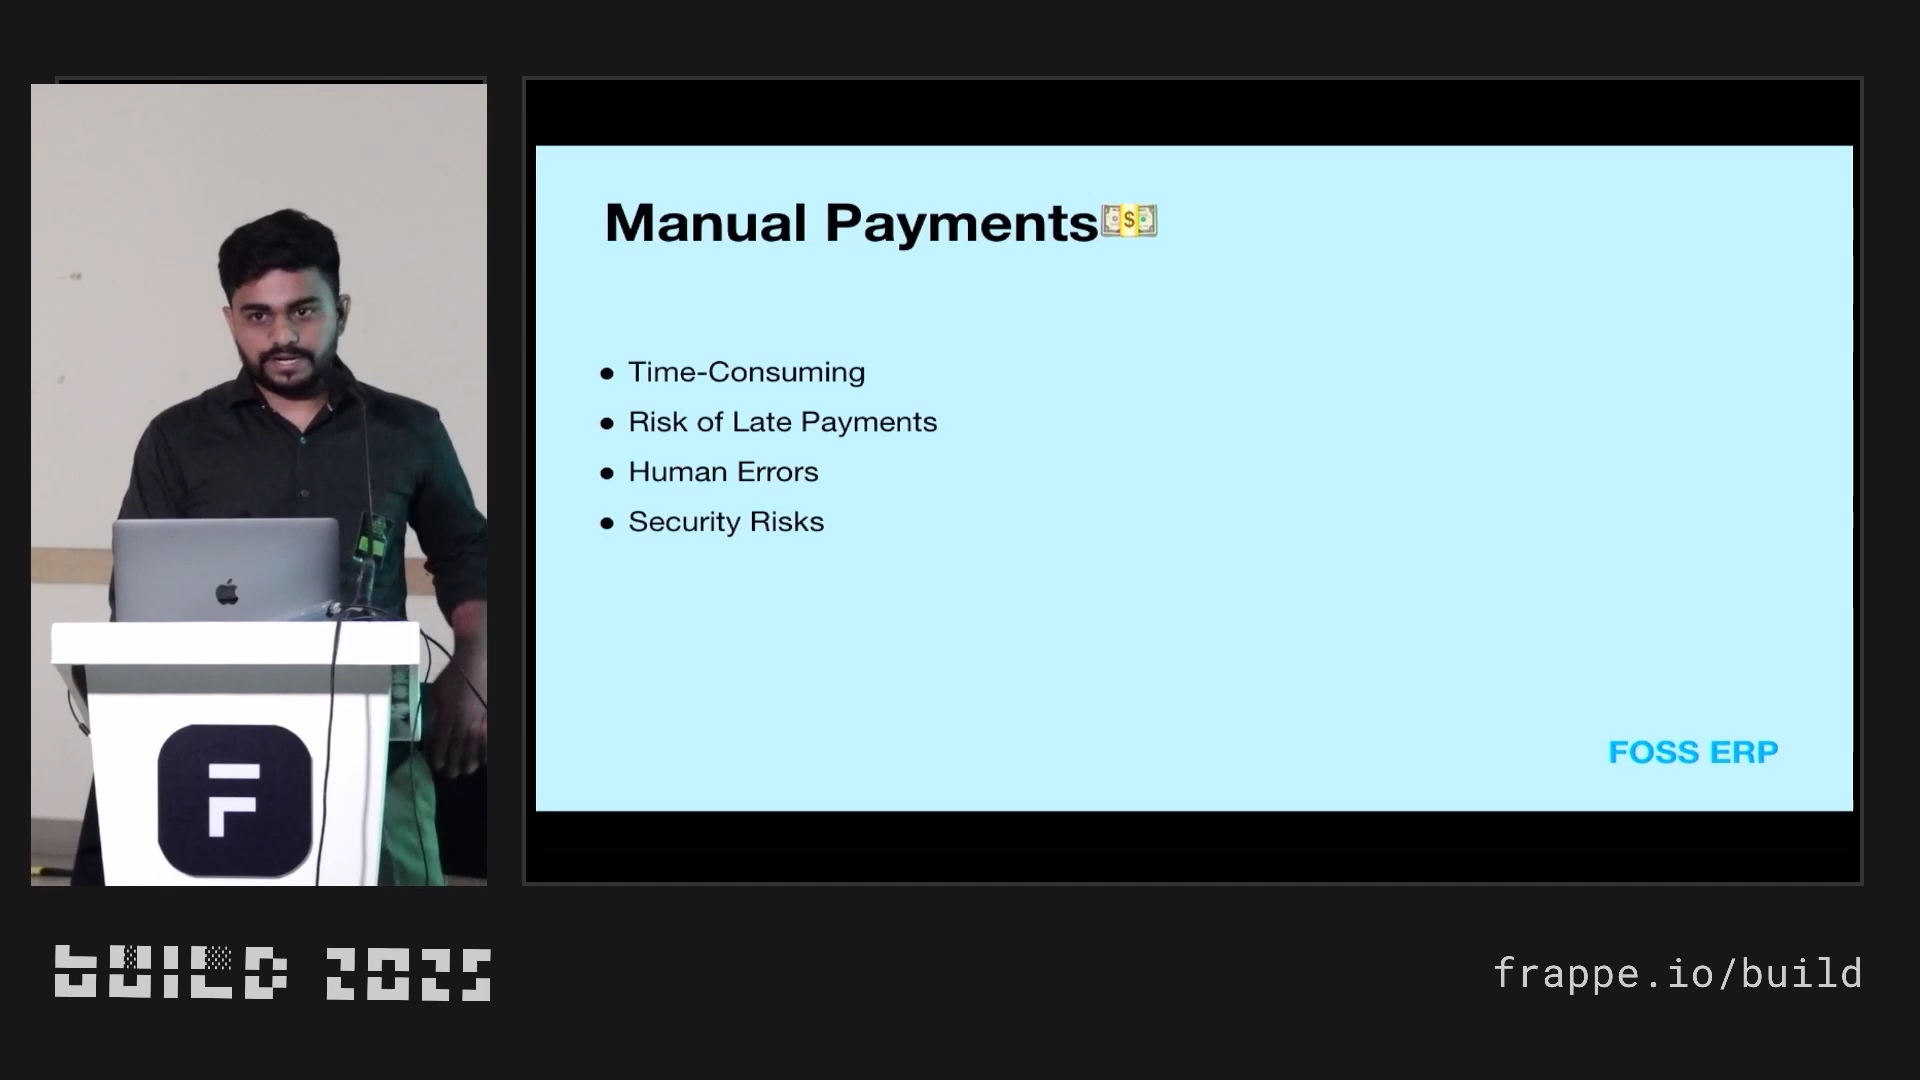 Manual Payments
● Time-Consuming
● Risk of Late Payments
● Human Errors
● Security Risks
FOSS ERP
F
BUILD 2025
frappe.io/build